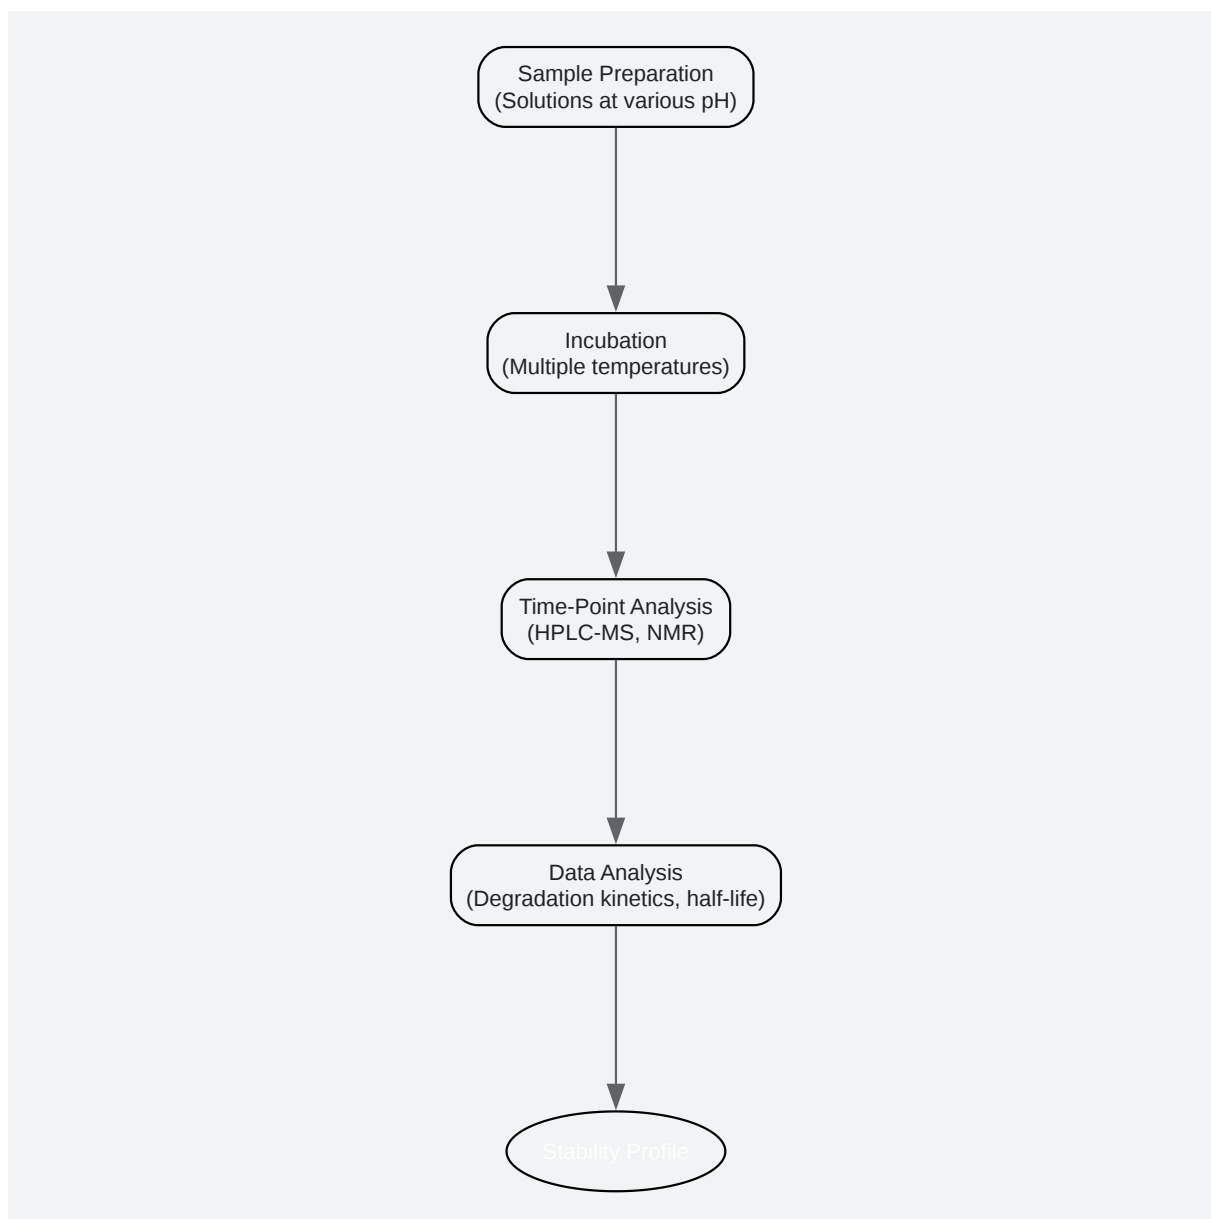 Sample Preparation
(Solutions at various pH)
Incubation
(Multiple temperatures)
Time-Point Analysis
(HPLC-MS, NMR)
Data Analysis
(Degradation kinetics, half-life)
Stability Profile